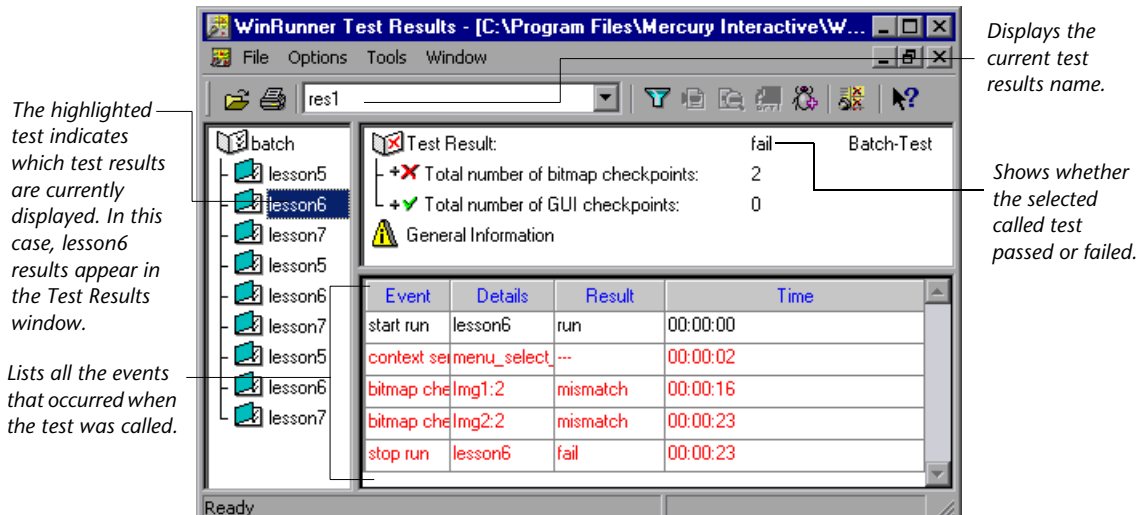 WinRunner Test Results - [C:\Program Files\Mercury Interactive\W...
File Options Tools Window
res1
batch
lesson5
lesson6
lesson7
lesson5
lesson6
lesson7
lesson5
lesson6
lesson7
Test Result: fail Batch-Test
Total number of bitmap checkpoints: 2
Total number of GUI checkpoints: 0
General Information
Event Details Result Time
start run lesson6 run 00:00:00
context ser menu_select_ --- 00:00:02
bitmap che Img1:2 mismatch 00:00:16
bitmap che Img2:2 mismatch 00:00:23
stop run lesson6 fail 00:00:23
Ready
The highlighted
test indicates
which test results
are currently
displayed. In this
case, lesson6
results appear in
the Test Results
window.
Lists all the events
that occurred when
the test was called.
Displays the
current test
results name.
Shows whether
the selected
called test
passed or failed.